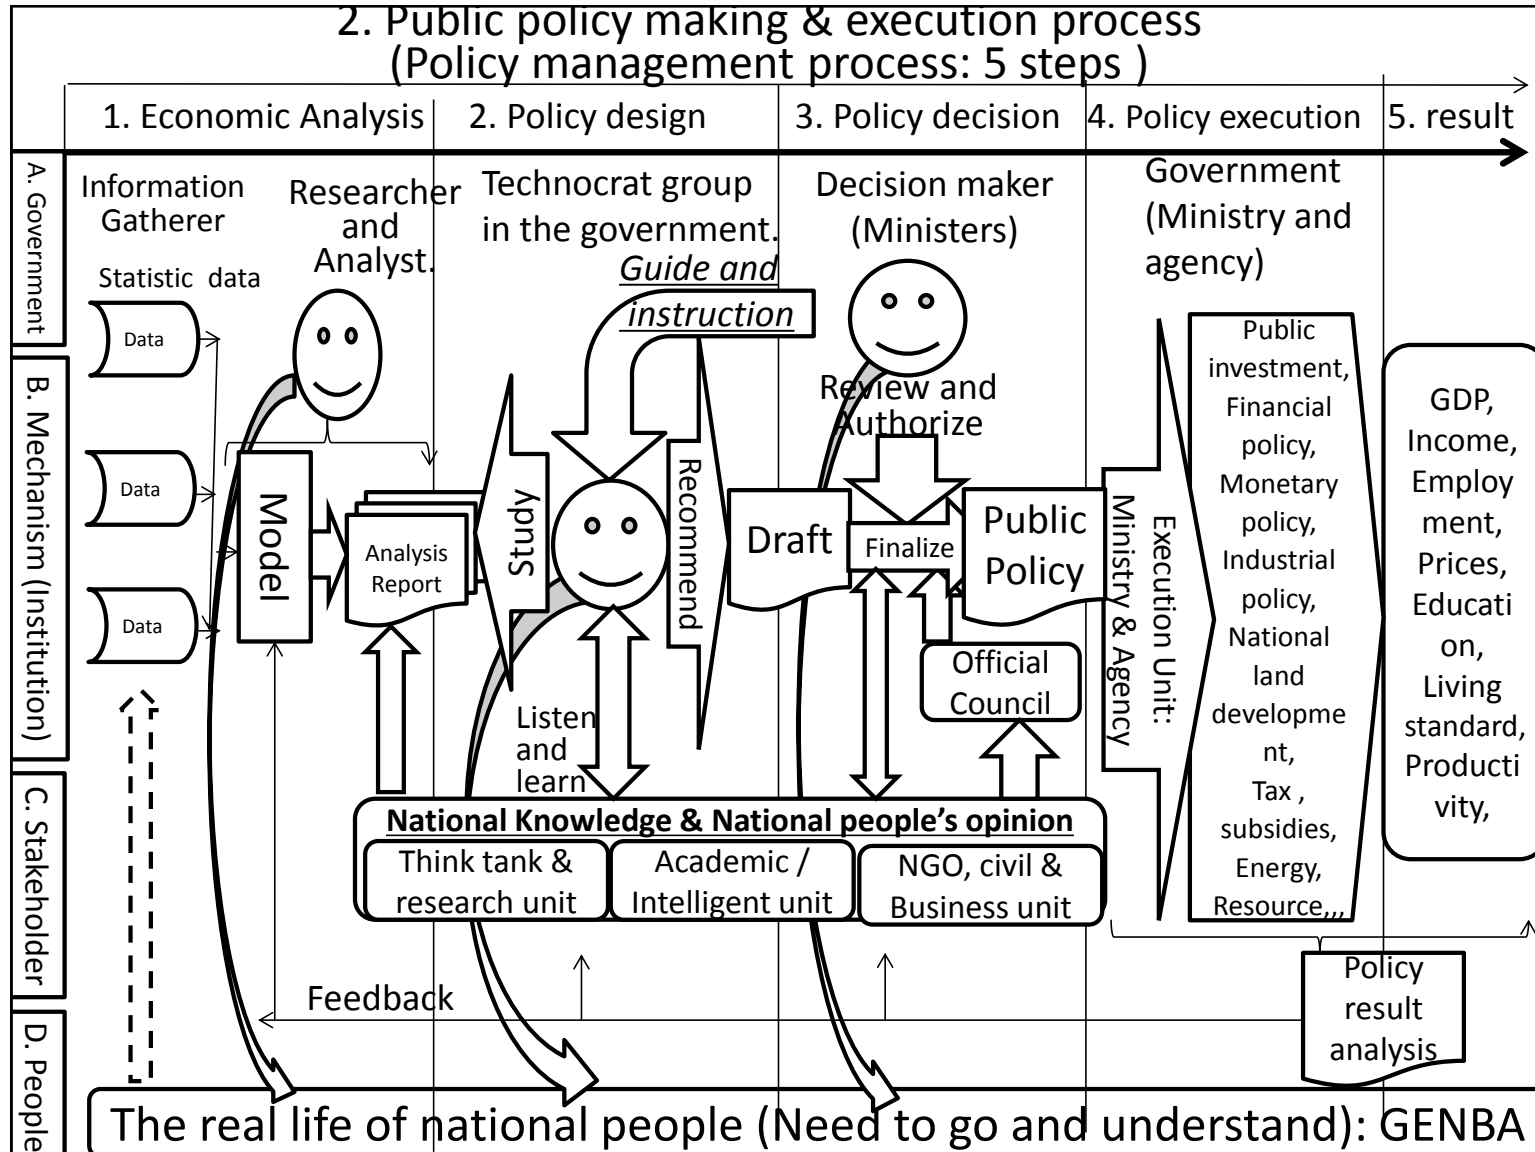 2. Public policy making & execution process
(Policy management process: 5 steps )
1. Economic Analysis
2. Policy design
3. Policy decision
4. Policy execution
5. result
A. Government
B. Mechanism (Institution)
C. Stakeholder
D. People
Information
Gatherer
Statistic data
Data
Data
Data
Researcher
and
Analyst.
Model
Analysis
Report
Technocrat group
in the government.
Guide and
instruction
Study
Recommend
Listen
and
learn
Decision maker
(Ministers)
Review and
Authorize
Draft
Finalize
Public
Policy
Official
Council
Government
(Ministry and
agency)
Execution Unit:
Ministry & Agency
Public
investment,
Financial
policy,
Monetary
policy,
Industrial
policy,
National
land
developme
nt,
Tax ,
subsidies,
Energy,
Resource,,,
GDP,
Income,
Employ
ment,
Prices,
Educati
on,
Living
standard,
Producti
vity,
National Knowledge & National people’s opinion
Think tank &
research unit
Academic /
Intelligent unit
NGO, civil &
Business unit
Feedback
Policy
result
analysis
The real life of national people (Need to go and understand): GENBA